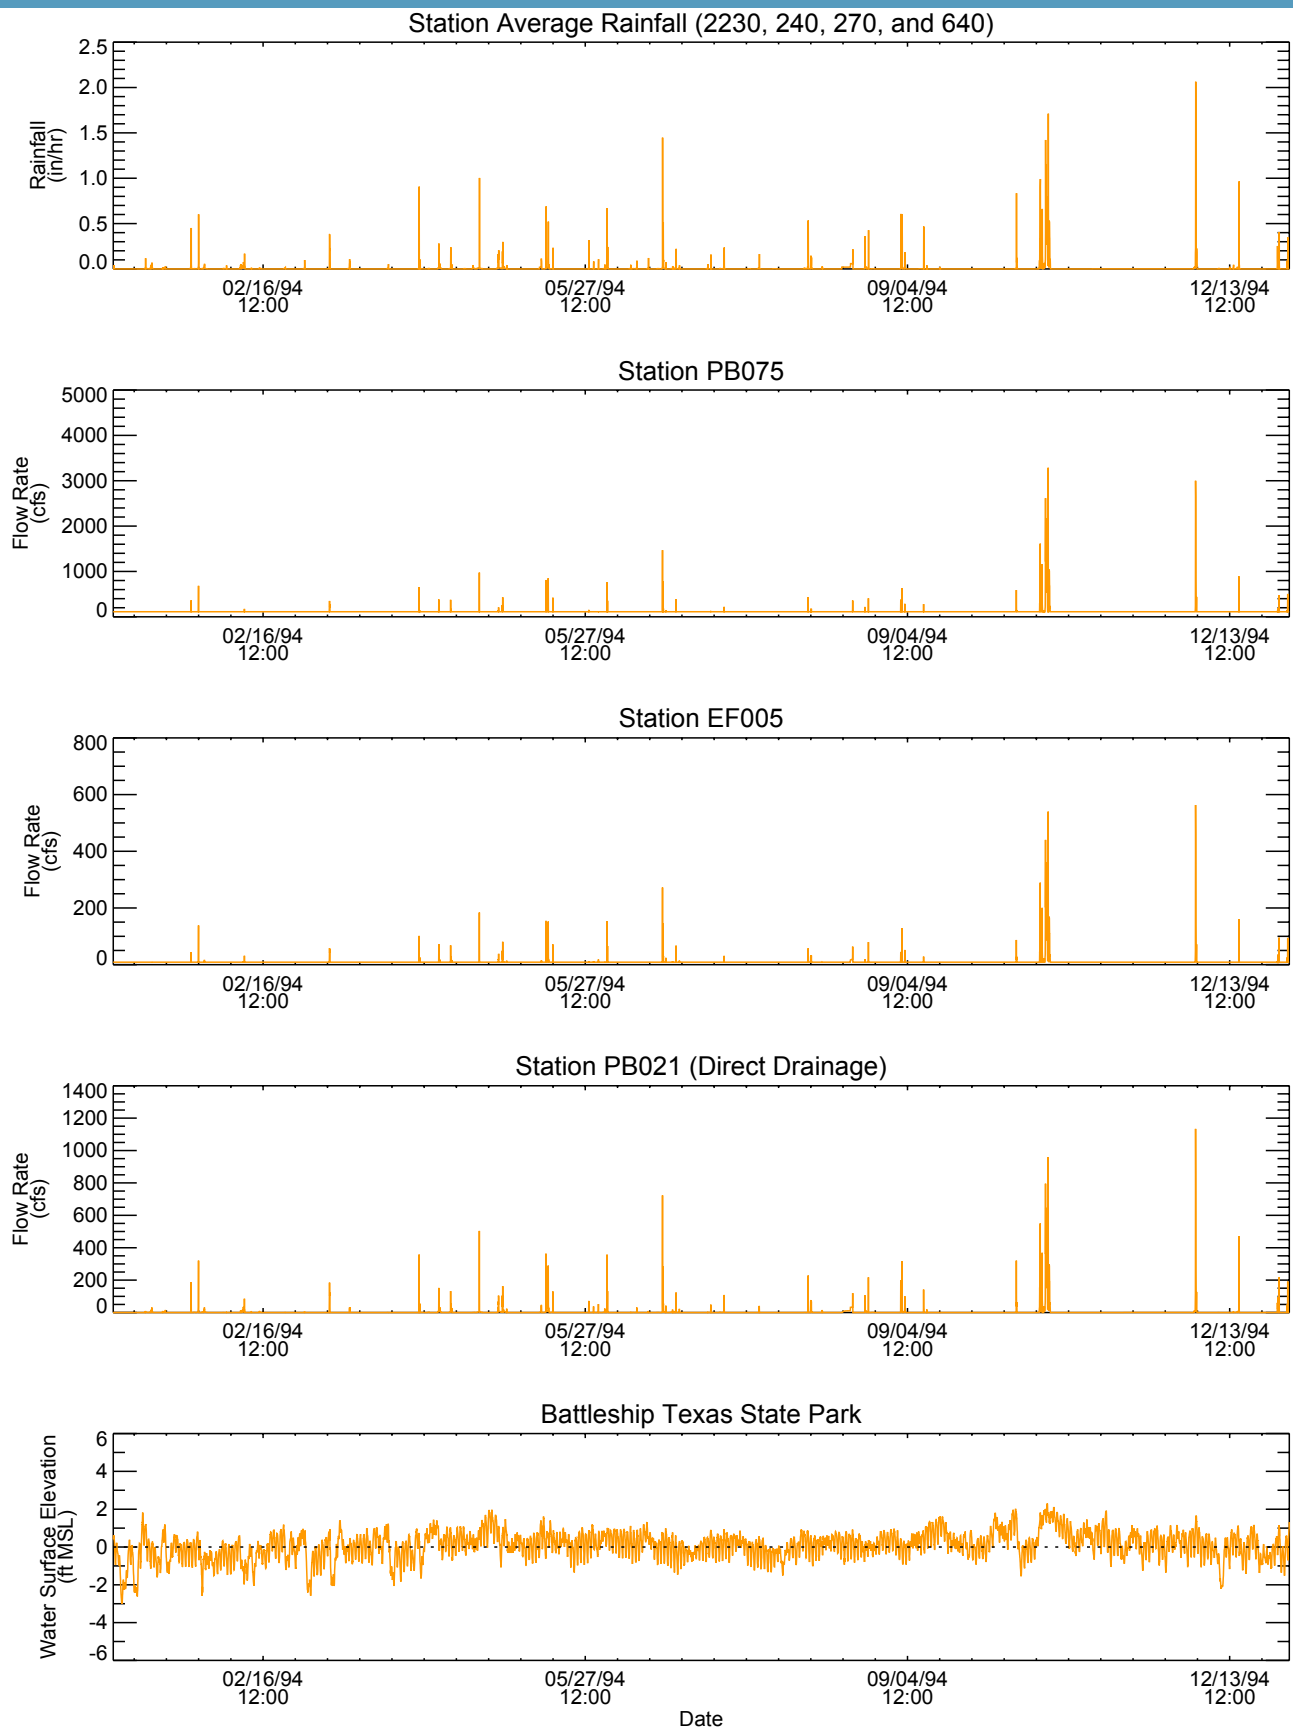 Station Average Rainfall (2230, 240, 270, and 640)
2.5
2.0
1.5
1.0
0.5
0.0
Rainfall
(in/hr)
02/16/94 05/27/94 09/04/94 12/13/94
12:00 12:00 12:00 12:00
Station PB075
5000
4000
3000
2000
1000
0
Flow Rate
(cfs)
02/16/94 05/27/94 09/04/94 12/13/94
12:00 12:00 12:00 12:00
Station EF005
800
600
400
200
0
Flow Rate
(cfs)
02/16/94 05/27/94 09/04/94 12/13/94
12:00 12:00 12:00 12:00
Station PB021 (Direct Drainage)
1400
1200
1000
800
600
400
200
0
Flow Rate
(cfs)
02/16/94 05/27/94 09/04/94 12/13/94
12:00 12:00 12:00 12:00
Battleship Texas State Park
6
4
2
0
-2
-4
-6
Water Surface Elevation
(ft MSL)
02/16/94 05/27/94 09/04/94 12/13/94
12:00 12:00 12:00 12:00
Date